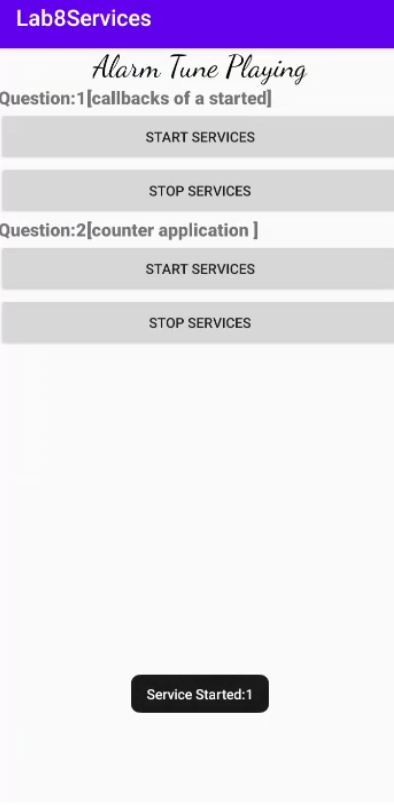 Lab8Services
Alarm Tune Playing
Question:1[callbacks of a started]
START SERVICES
STOP SERVICES
Question:2[counter application ]
START SERVICES
STOP SERVICES
Service Started:1